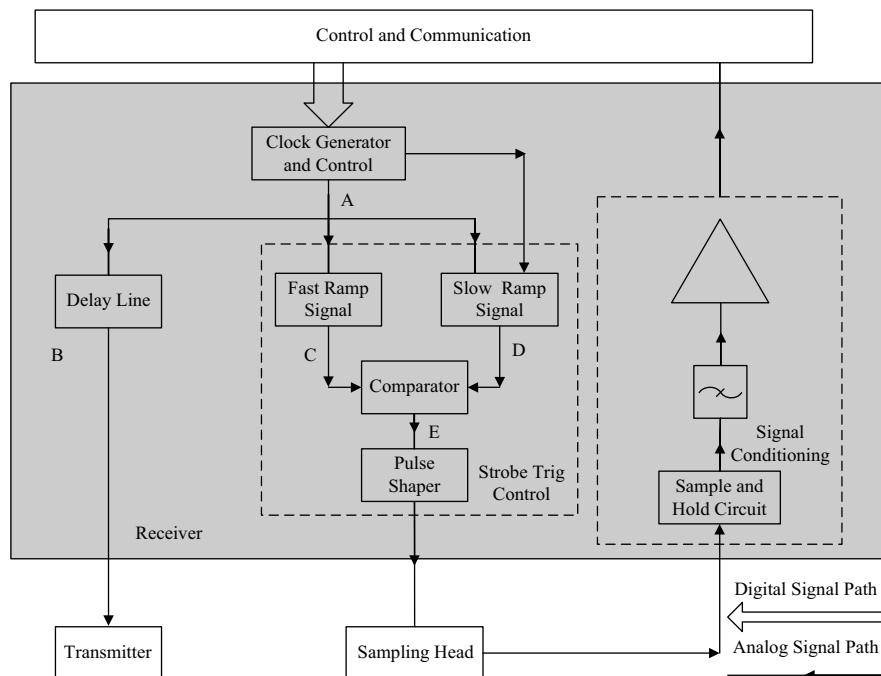 Control and Communication
Clock Generator
and Control
A
Delay Line
Fast Ramp
Signal
Slow Ramp
Signal
B
C
D
Comparator
E
Pulse
Shaper
Strobe Trig
Control
Signal
Conditioning
Sample and
Hold Circuit
Receiver
Digital Signal Path
Transmitter
Sampling Head
Analog Signal Path